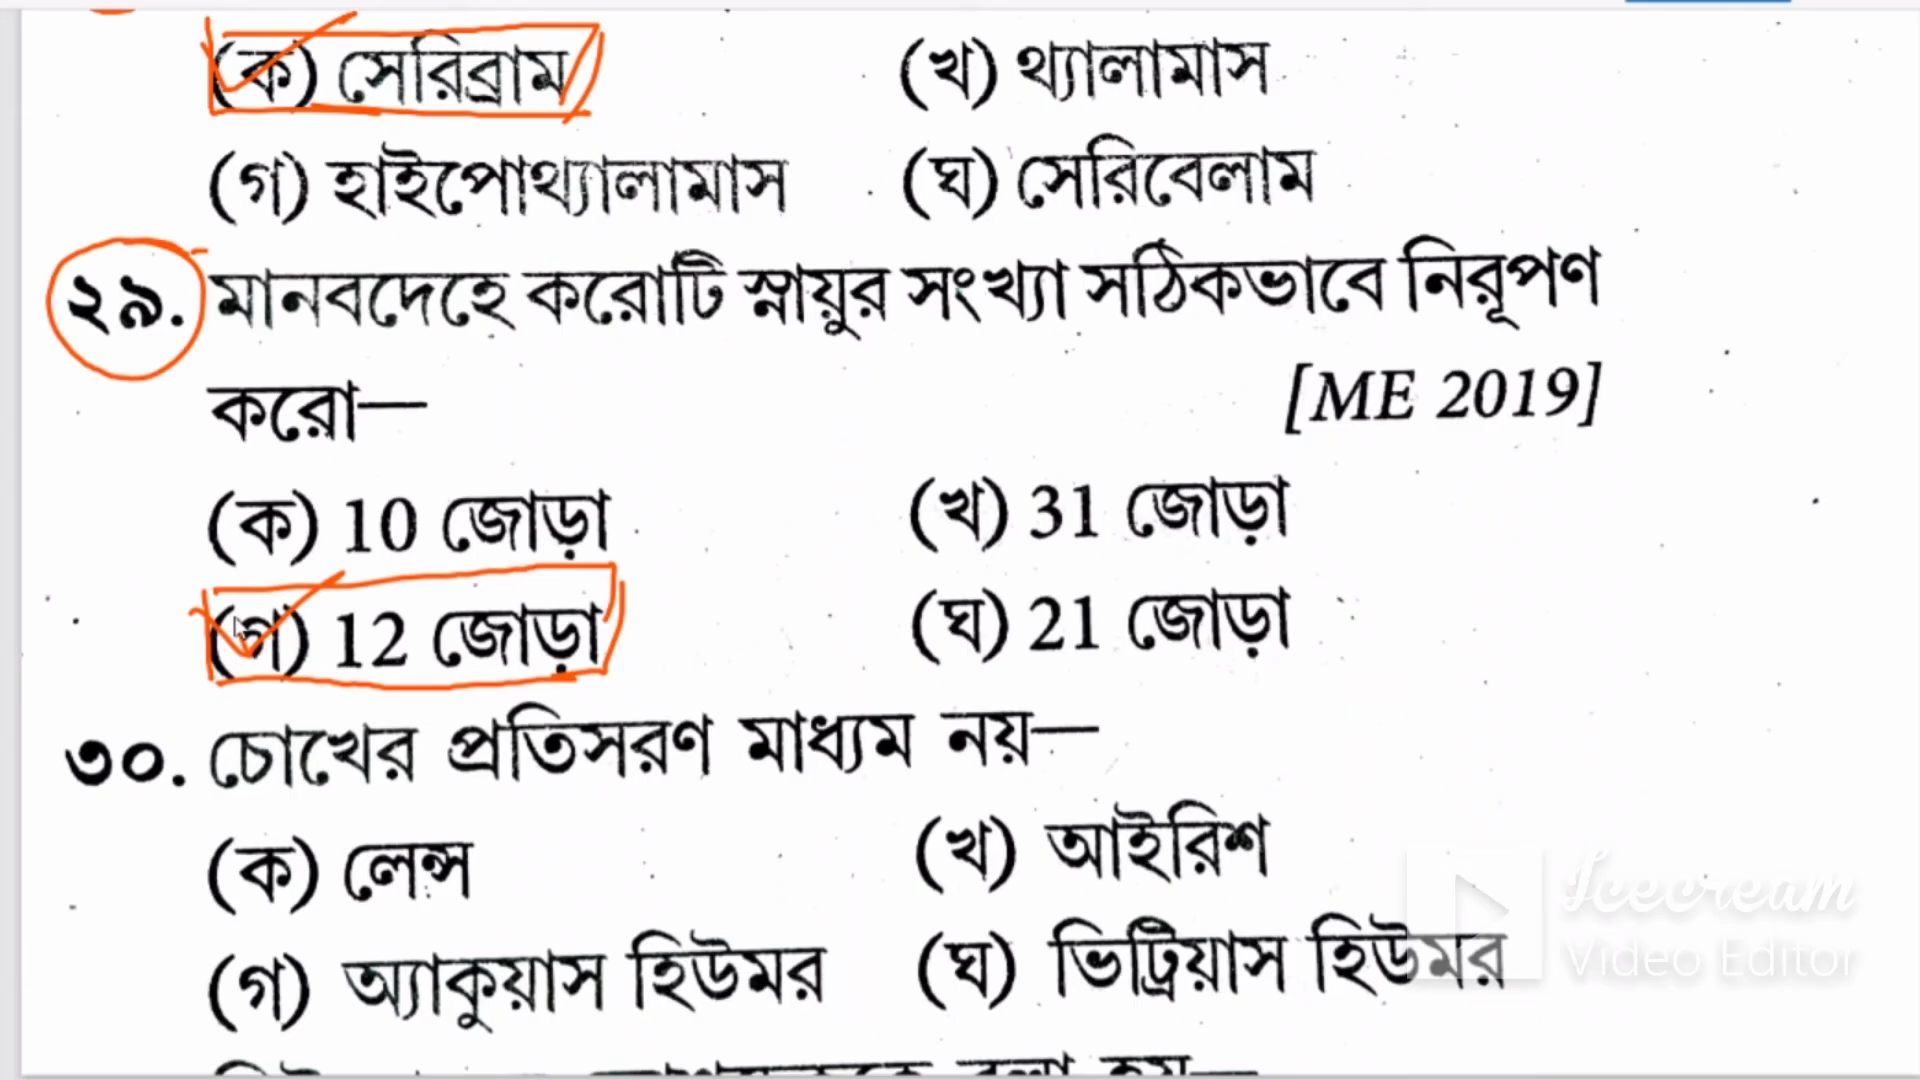 (ক) সেরিব্রাম (খ) থ্যালামাস
(গ) হাইপোথ্যালামাস (ঘ) সেরিবেলাম
২৯. মানবদেহে করোটি স্নায়ুর সংখ্যা সঠিকভাবে নিরূপণ
করো— [ME 2019]
(ক) 10 জোড়া (খ) 31 জোড়া
(গ) 12 জোড়া (ঘ) 21 জোড়া
৩০. চোখের প্রতিসরণ মাধ্যম নয়—
(ক) লেন্স (খ) আইরিশ
(গ) অ্যাকুয়াস হিউমর (ঘ) ভিট্রিয়াস হিউমর
Icecream
Video Editor